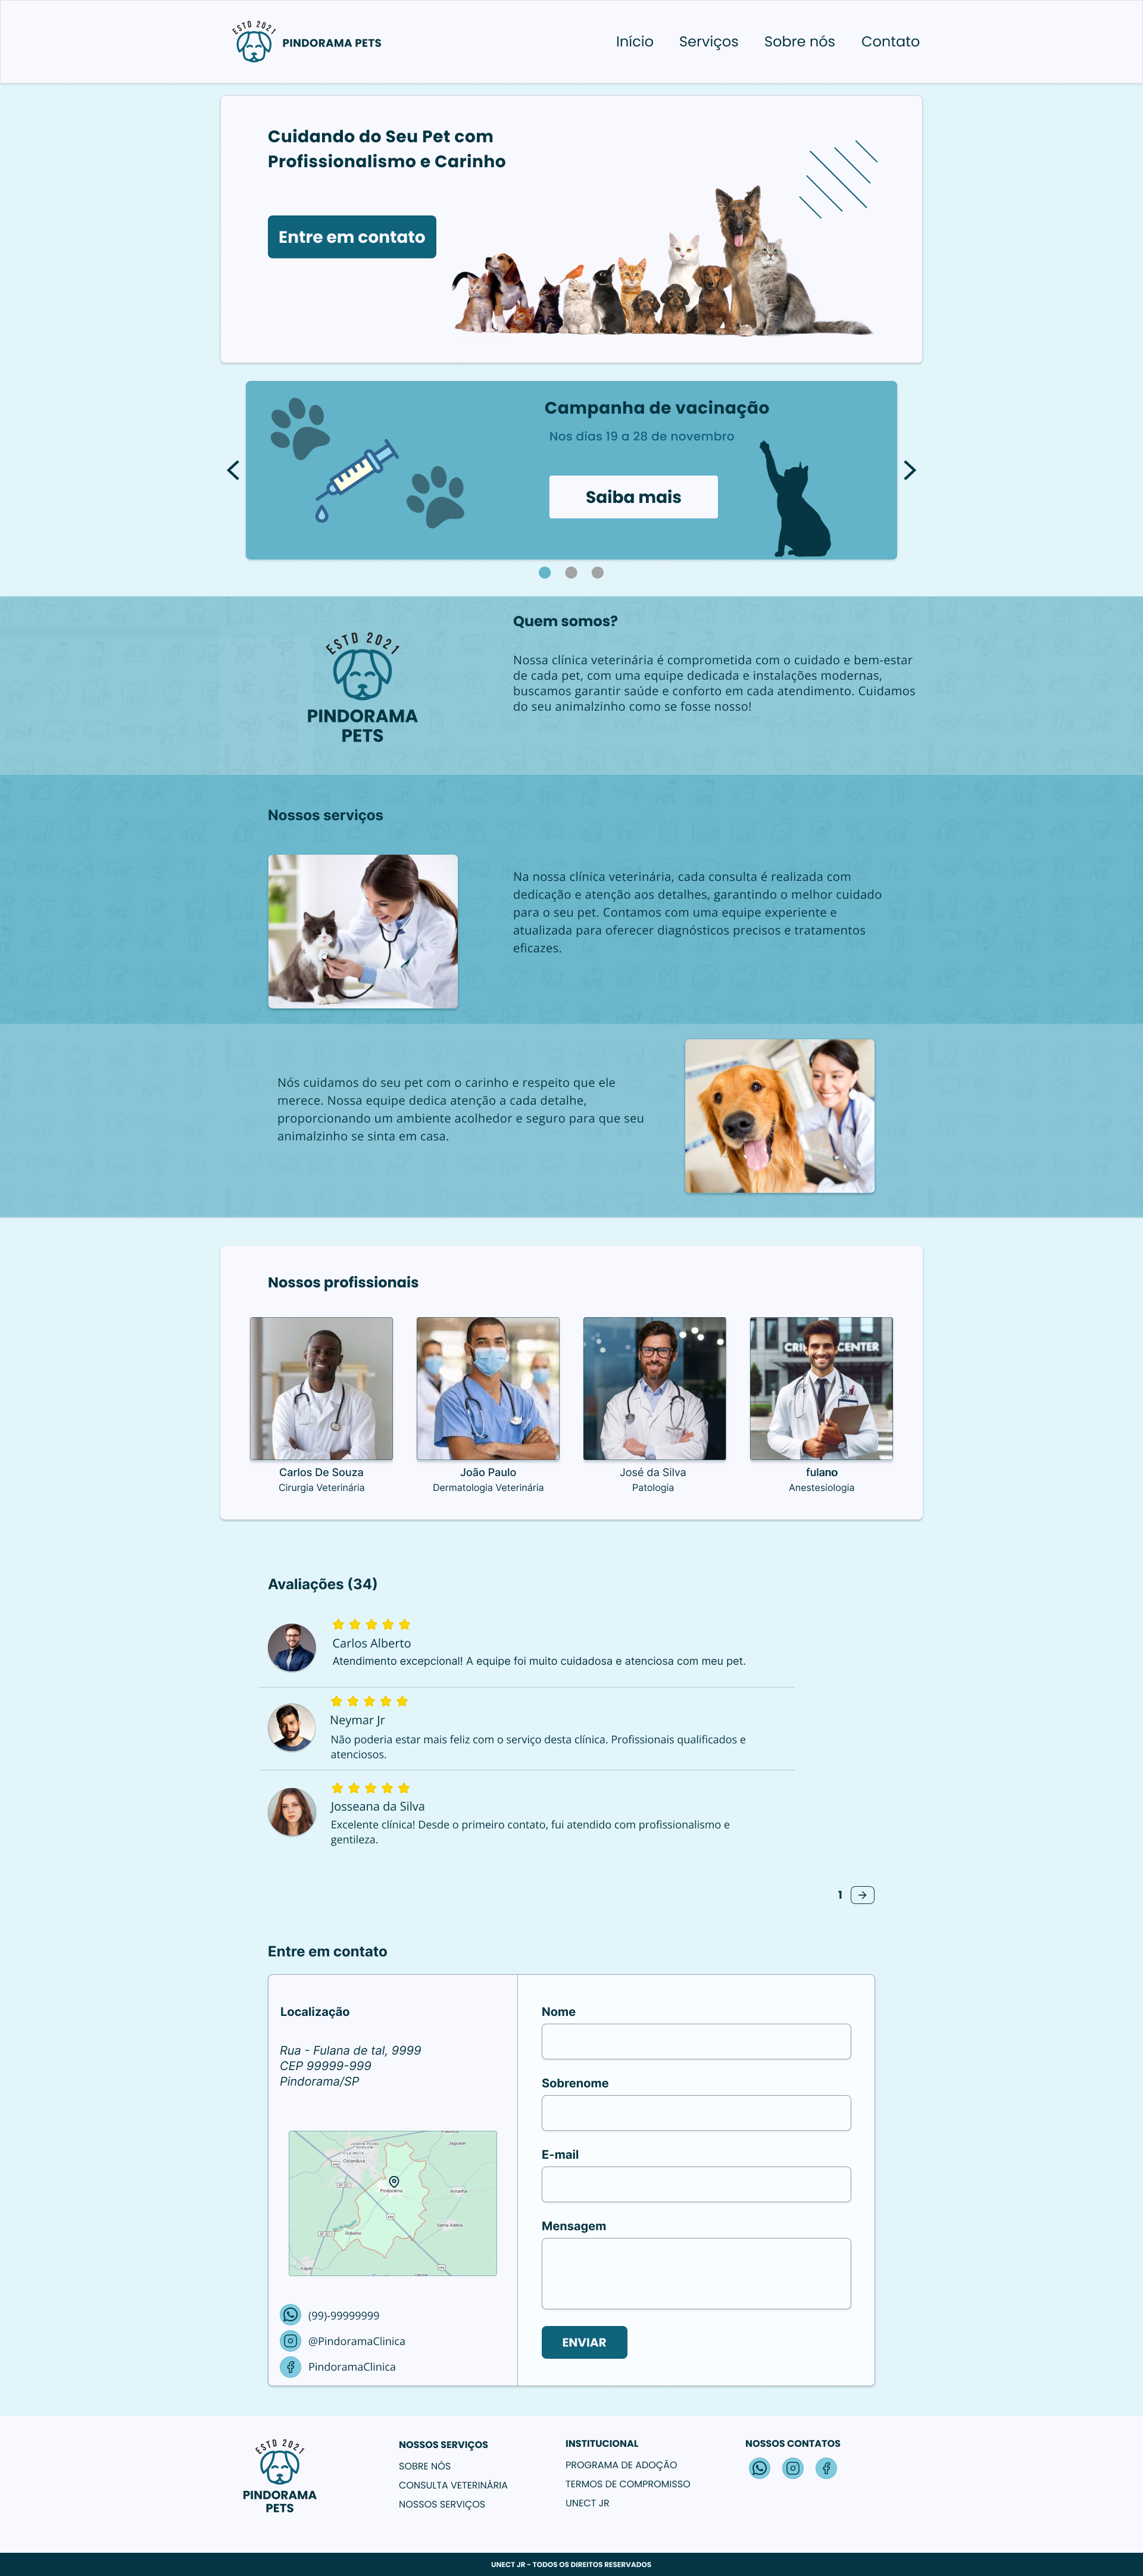 ESTD 2021
PINDORAMA PETS
Início
Serviços
Sobre nós
Contato
Cuidando do Seu Pet com
Profissionalismo e Carinho
Entre em contato
Campanha de vacinação
Nos dias 19 a 28 de novembro
Saiba mais
ESTD 2021
PINDORAMA
PETS
Quem somos?
Nossa clínica veterinária é comprometida com o cuidado e bem-estar
de cada pet, com uma equipe dedicada e instalações modernas,
buscamos garantir saúde e conforto em cada atendimento. Cuidamos
do seu animalzinho como se fosse nosso!
Nossos serviços
Na nossa clínica veterinária, cada consulta é realizada com
dedicação e atenção aos detalhes, garantindo o melhor cuidado
para o seu pet. Contamos com uma equipe experiente e
atualizada para oferecer diagnósticos precisos e tratamentos
eficazes.
Nós cuidamos do seu pet com o carinho e respeito que ele
merece. Nossa equipe dedica atenção a cada detalhe,
proporcionando um ambiente acolhedor e seguro para que seu
animalzinho se sinta em casa.
Nossos profissionais
CENTER
Carlos De Souza
Cirurgia Veterinária
João Paulo
Dermatologia Veterinária
José da Silva
Patologia
fulano
Anestesiologia
Avaliações (34)
Carlos Alberto
Atendimento excepcional! A equipe foi muito cuidadosa e atenciosa com meu pet.
Neymar Jr
Não poderia estar mais feliz com o serviço desta clínica. Profissionais qualificados e
atenciosos.
Josseana da Silva
Excelente clínica! Desde o primeiro contato, fui atendido com profissionalismo e
gentileza.
1
Entre em contato
Localização
Rua - Fulana de tal, 9999
CEP 99999-999
Pindorama/SP
Catanduva
Pindorama
Roberto
Santa Adélia
(99)-99999999
@PindoramaClinica
PindoramaClinica
Nome
Sobrenome
E-mail
Mensagem
ENVIAR
ESTD 2021
PINDORAMA
PETS
NOSSOS SERVIÇOS
SOBRE NÓS
CONSULTA VETERINÁRIA
NOSSOS SERVIÇOS
INSTITUCIONAL
PROGRAMA DE ADOÇÃO
TERMOS DE COMPROMISSO
UNECT JR
NOSSOS CONTATOS
UNECT JR - TODOS OS DIREITOS RESERVADOS